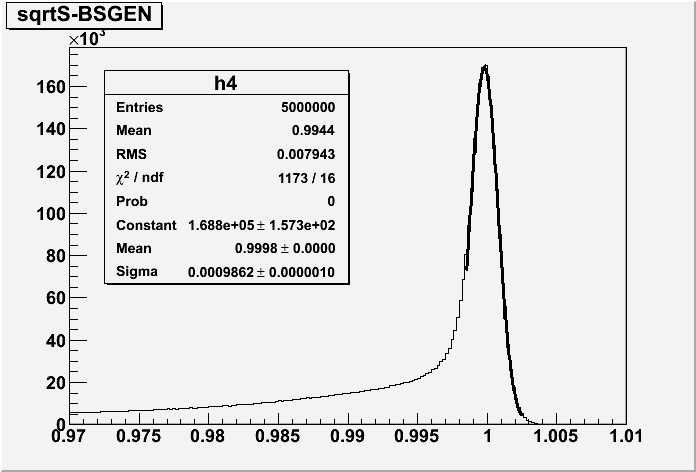 sqrtS-BSGEN
×10³
h4
Entries 5000000
Mean 0.9944
RMS 0.007943
χ² / ndf 1173 / 16
Prob 0
Constant 1.688e+05 ± 1.573e+02
Mean 0.9998 ± 0.0000
Sigma 0.0009862 ± 0.0000010
160
140
120
100
80
60
40
20
0
0.97 0.975 0.98 0.985 0.99 0.995 1 1.005 1.01